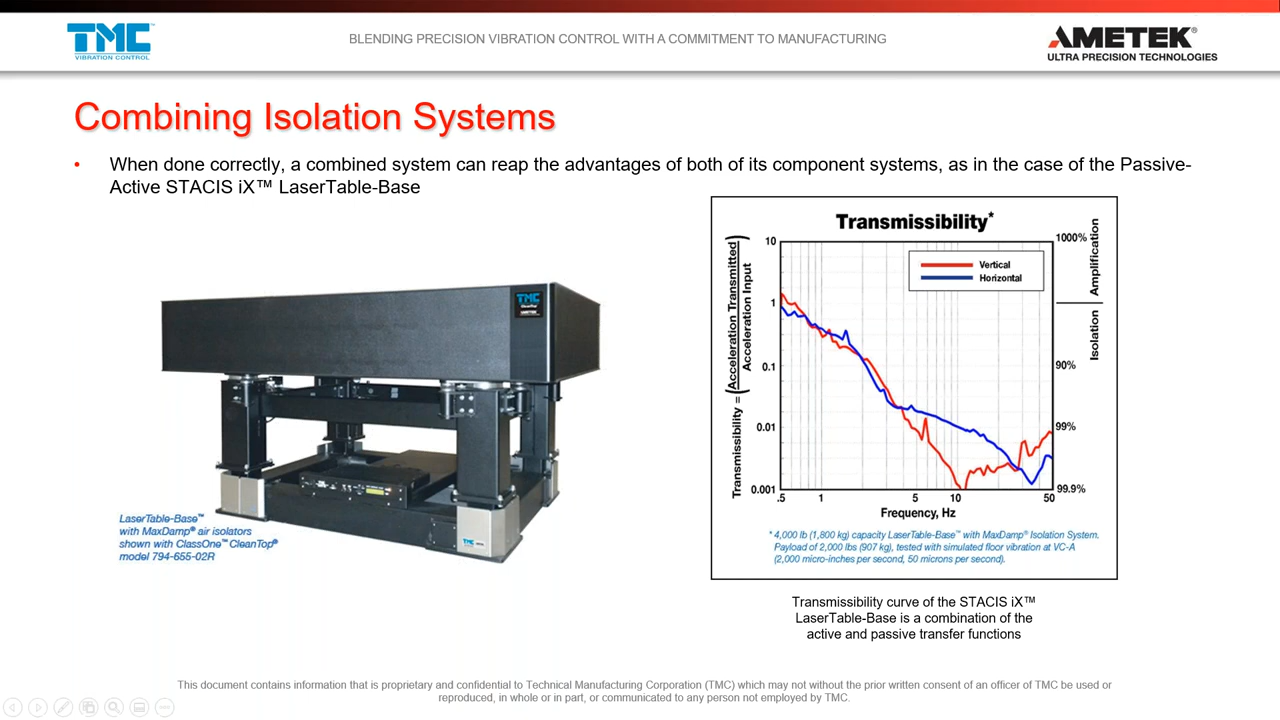 TMC™
VIBRATION CONTROL
BLENDING PRECISION VIBRATION CONTROL WITH A COMMITMENT TO MANUFACTURING
AMETEK®
ULTRA PRECISION TECHNOLOGIES
Combining Isolation Systems
• When done correctly, a combined system can reap the advantages of both of its component systems, as in the case of the Passive-
Active STACIS iX™ LaserTable-Base
TMC
CleanTop
AMETEK
TMC
LaserTable-Base™
with MaxDamp® air isolators
shown with ClassOne™ CleanTop®
model 794-655-02R
Transmissibility*
Transmissibility = (Acceleration Transmitted / Acceleration Input)
10
1
0.1
0.01
0.001
Vertical
Horizontal
1000%
90%
99%
99.9%
Amplification
Isolation
.5 1 5 10 50
Frequency, Hz
* 4,000 lb (1,800 kg) capacity LaserTable-Base™ with MaxDamp® Isolation System.
Payload of 2,000 lbs (907 kg), tested with simulated floor vibration at VC-A
(2,000 micro-inches per second, 50 microns per second).
Transmissibility curve of the STACIS iX™
LaserTable-Base is a combination of the
active and passive transfer functions
This document contains information that is proprietary and confidential to Technical Manufacturing Corporation (TMC) which may not without the prior written consent of an officer of TMC be used or
reproduced, in whole or in part, or communicated to any person not employed by TMC.